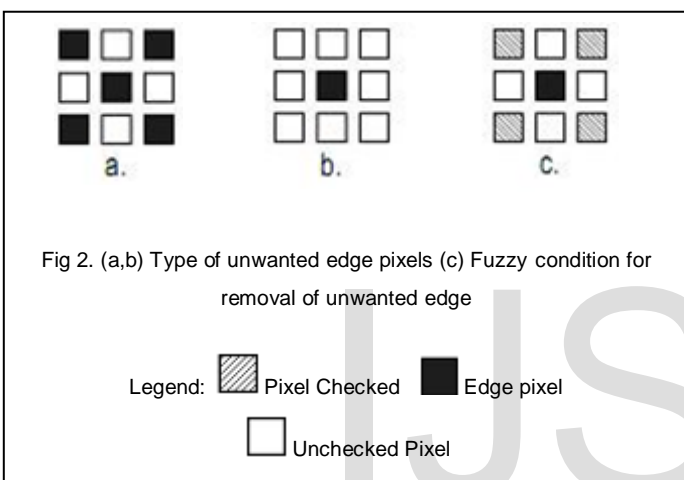 a. b. c.
Fig 2. (a,b) Type of unwanted edge pixels (c) Fuzzy condition for
removal of unwanted edge
Legend: Pixel Checked Edge pixel
Unchecked Pixel
IJS